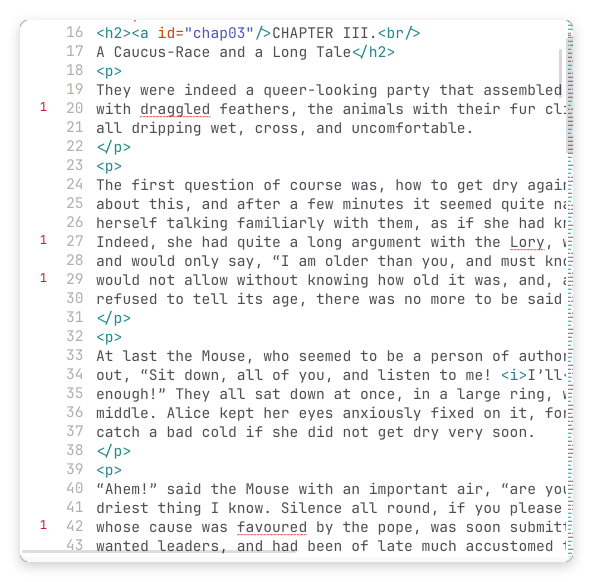 16 <h2><a id="chap03"/>CHAPTER III.<br/>
17 A Caucus-Race and a Long Tale</h2>
18 <p>
19 They were indeed a queer-looking party that assembled
1 20 with draggled feathers, the animals with their fur
21 all dripping wet, cross, and uncomfortable.
22 </p>
23 <p>
24 The first question of course was, how to get dry
25 about this, and after a few minutes it seemed quite
26 herself talking familiarly with them, as if she had
1 27 Indeed, she had quite a long argument with the Lory,
28 and would only say, “I am older than you, and must
1 29 would not allow without knowing how old it was, and,
30 refused to tell its age, there was no more to be said
31 </p>
32 <p>
33 At last the Mouse, who seemed to be a person of
34 out, “Sit down, all of you, and listen to me! <i>I’ll
35 enough!” They all sat down at once, in a large ring,
36 middle. Alice kept her eyes anxiously fixed on it,
37 catch a bad cold if she did not get dry very soon.
38 </p>
39 <p>
40 “Ahem!” said the Mouse with an important air, “are
41 driest thing I know. Silence all round, if you please
1 42 whose cause was favoured by the pope, was soon
43 wanted leaders, and had been of late much accustomed